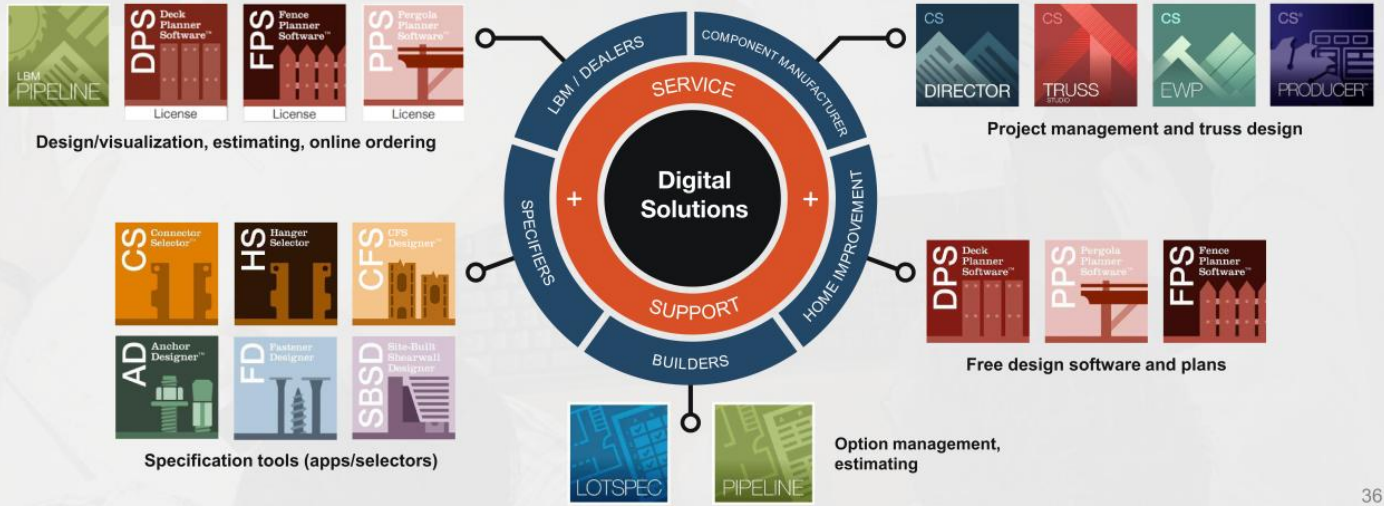 LBM
PIPELINE
DPS
Deck
Planner
Software™
License
FPS
Fence
Planner
Software™
License
PPS
Pergola
Planner
Software™
License
Design/visualization, estimating, online ordering
LBM / DEALERS
COMPONENT MANUFACTURER
SPECIFIERS
HOME IMPROVEMENT
BUILDERS
SERVICE
+
+
SUPPORT
Digital
Solutions
CS
DIRECTOR
CS
TRUSS
STUDIO
CS
EWP
CS®
PRODUCER™
Project management and truss design
CS
Connector
Selector™
HS
Hanger
Selector
CFS
CFS
Designer™
AD
Anchor
Designer™
FD
Fastener
Designer
SBSD
Site-Built
Shearwall
Designer
Specification tools (apps/selectors)
DPS
Deck
Planner
Software™
PPS
Pergola
Planner
Software™
FPS
Fence
Planner
Software™
Free design software and plans
LOTSPEC
PIPELINE
Option management,
estimating
36